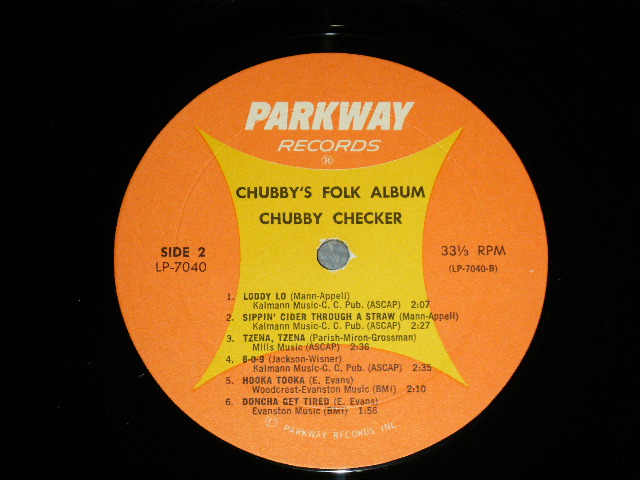 PARKWAY
RECORDS
®
CHUBBY'S FOLK ALBUM
CHUBBY CHECKER
SIDE 2
LP-7040
33⅓ RPM
(LP-7040-B)
1. LODDY LO (Mann-Appell)
Kalmann Music-C. C. Pub. (ASCAP) 2:07
2. SIPPIN' CIDER THROUGH A STRAW (Mann-Appell)
Kalmann Music-C. C. Pub. (ASCAP) 2:27
3. TZENA, TZENA (Parish-Miron-Grossman)
Mills Music (ASCAP) 2:36
4. 8-0-9 (Jackson-Wisner)
Kalmann Music-C. C. Pub. (ASCAP) 2:35
5. HOOKA TOOKA (E. Evans)
Woodcrest-Evanston Music (BMI) 2:10
6. DONCHA GET TIRED (E. Evans)
Evanston Music (BMI) 1:56
© PARKWAY RECORDS INC